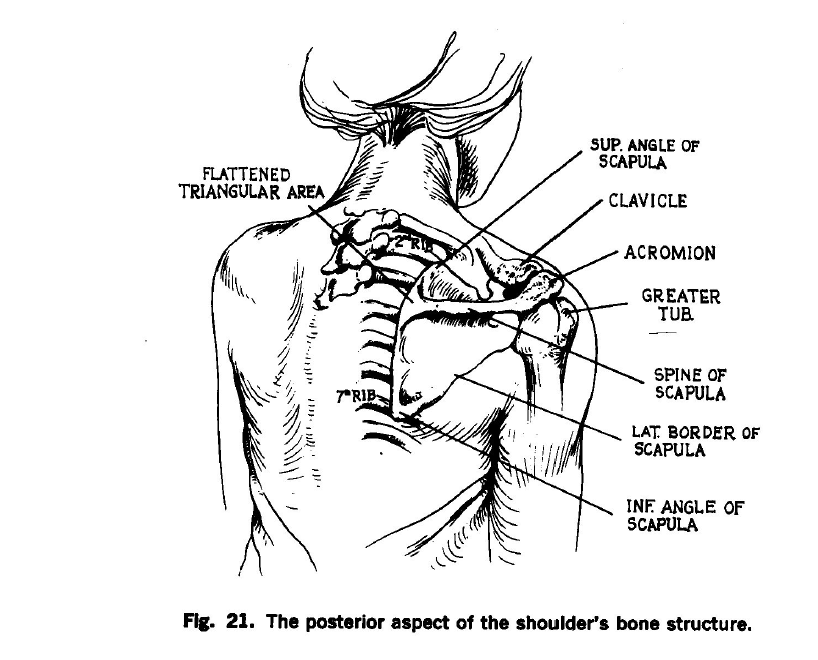 SUP. ANGLE OF
SCAPULA
FLATTENED
TRIANGULAR AREA
CLAVICLE
2ND RIB
ACROMION
GREATER
TUB.
SPINE OF
SCAPULA
7TH RIB
LAT. BORDER OF
SCAPULA
INF. ANGLE OF
SCAPULA
Fig. 21. The posterior aspect of the shoulder's bone structure.